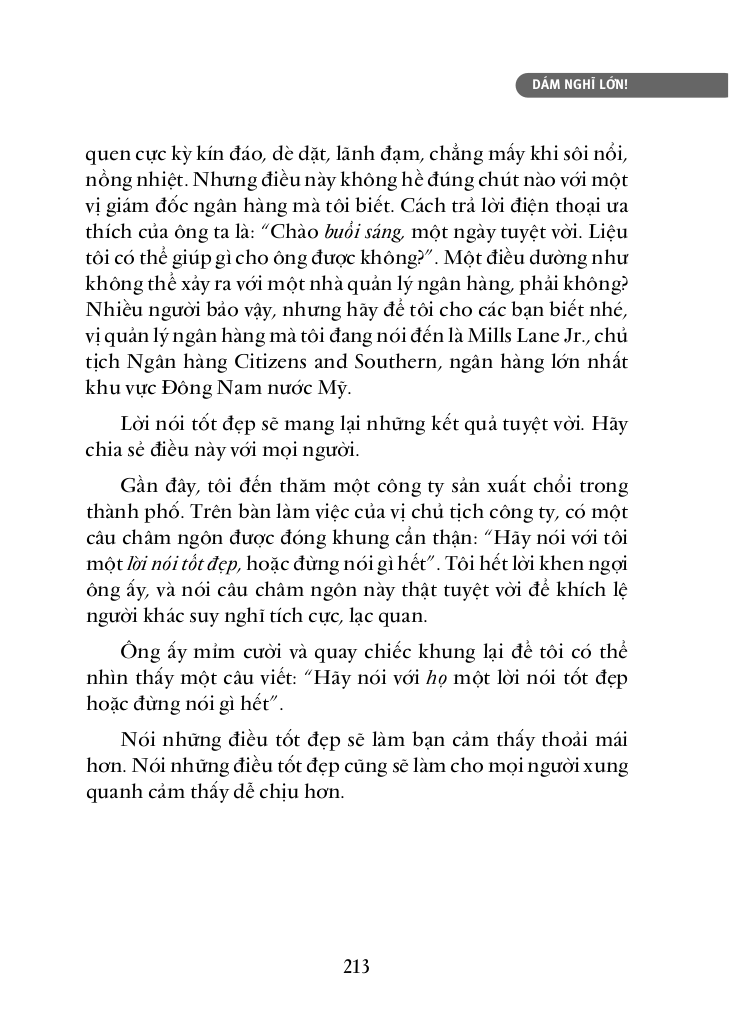 DÁM NGHĨ LỚN!
quen cực kỳ kín đáo, dè dặt, lãnh đạm, chẳng mấy khi sôi nổi,
nồng nhiệt. Nhưng điều này không hề đúng chút nào với một
vị giám đốc ngân hàng mà tôi biết. Cách trả lời điện thoại ưa
thích của ông ta là: “Chào buổi sáng, một ngày tuyệt vời. Liệu
tôi có thể giúp gì cho ông được không?”. Một điều dường như
không thể xảy ra với một nhà quản lý ngân hàng, phải không?
Nhiều người bảo vậy, nhưng hãy để tôi cho các bạn biết nhé,
vị quản lý ngân hàng mà tôi đang nói đến là Mills Lane Jr., chủ
tịch Ngân hàng Citizens and Southern, ngân hàng lớn nhất
khu vực Đông Nam nước Mỹ.
Lời nói tốt đẹp sẽ mang lại những kết quả tuyệt vời. Hãy
chia sẻ điều này với mọi người.
Gần đây, tôi đến thăm một công ty sản xuất chổi trong
thành phố. Trên bàn làm việc của vị chủ tịch công ty, có một
câu châm ngôn được đóng khung cẩn thận: “Hãy nói với tôi
một lời nói tốt đẹp, hoặc đừng nói gì hết”. Tôi hết lời khen ngợi
ông ấy, và nói câu châm ngôn này thật tuyệt vời để khích lệ
người khác suy nghĩ tích cực, lạc quan.
Ông ấy mỉm cười và quay chiếc khung lại để tôi có thể
nhìn thấy một câu viết: “Hãy nói với họ một lời nói tốt đẹp
hoặc đừng nói gì hết”.
Nói những điều tốt đẹp sẽ làm bạn cảm thấy thoải mái
hơn. Nói những điều tốt đẹp cũng sẽ làm cho mọi người xung
quanh cảm thấy dễ chịu hơn.
213